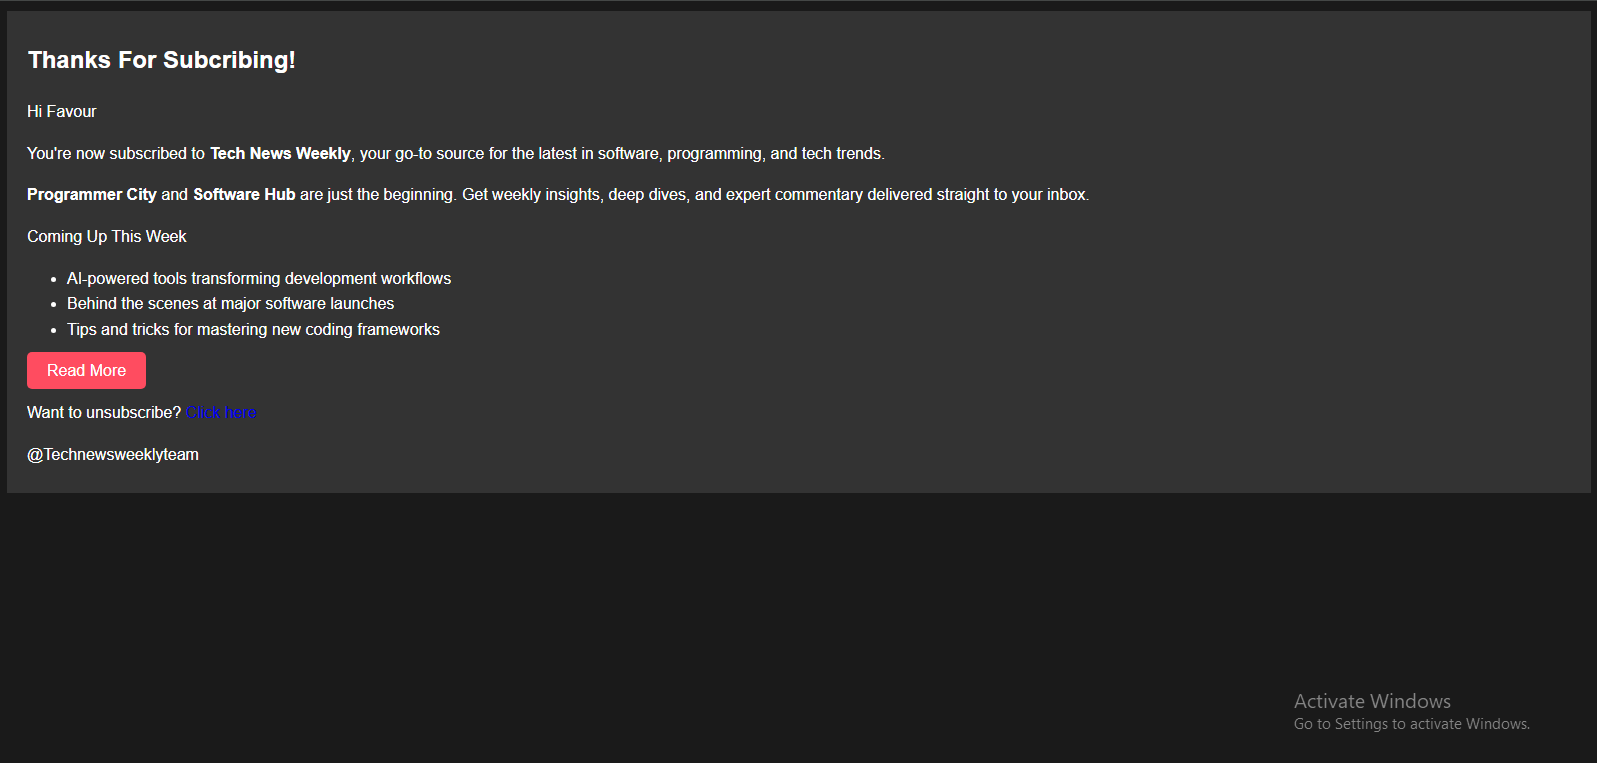 Thanks For Subcribing!
Hi Favour
You're now subscribed to Tech News Weekly, your go-to source for the latest in software, programming, and tech trends.
Programmer City and Software Hub are just the beginning. Get weekly insights, deep dives, and expert commentary delivered straight to your inbox.
Coming Up This Week
• AI-powered tools transforming development workflows
• Behind the scenes at major software launches
• Tips and tricks for mastering new coding frameworks
Read More
Want to unsubscribe? Click here
@Technewsweeklyteam
Activate Windows
Go to Settings to activate Windows.